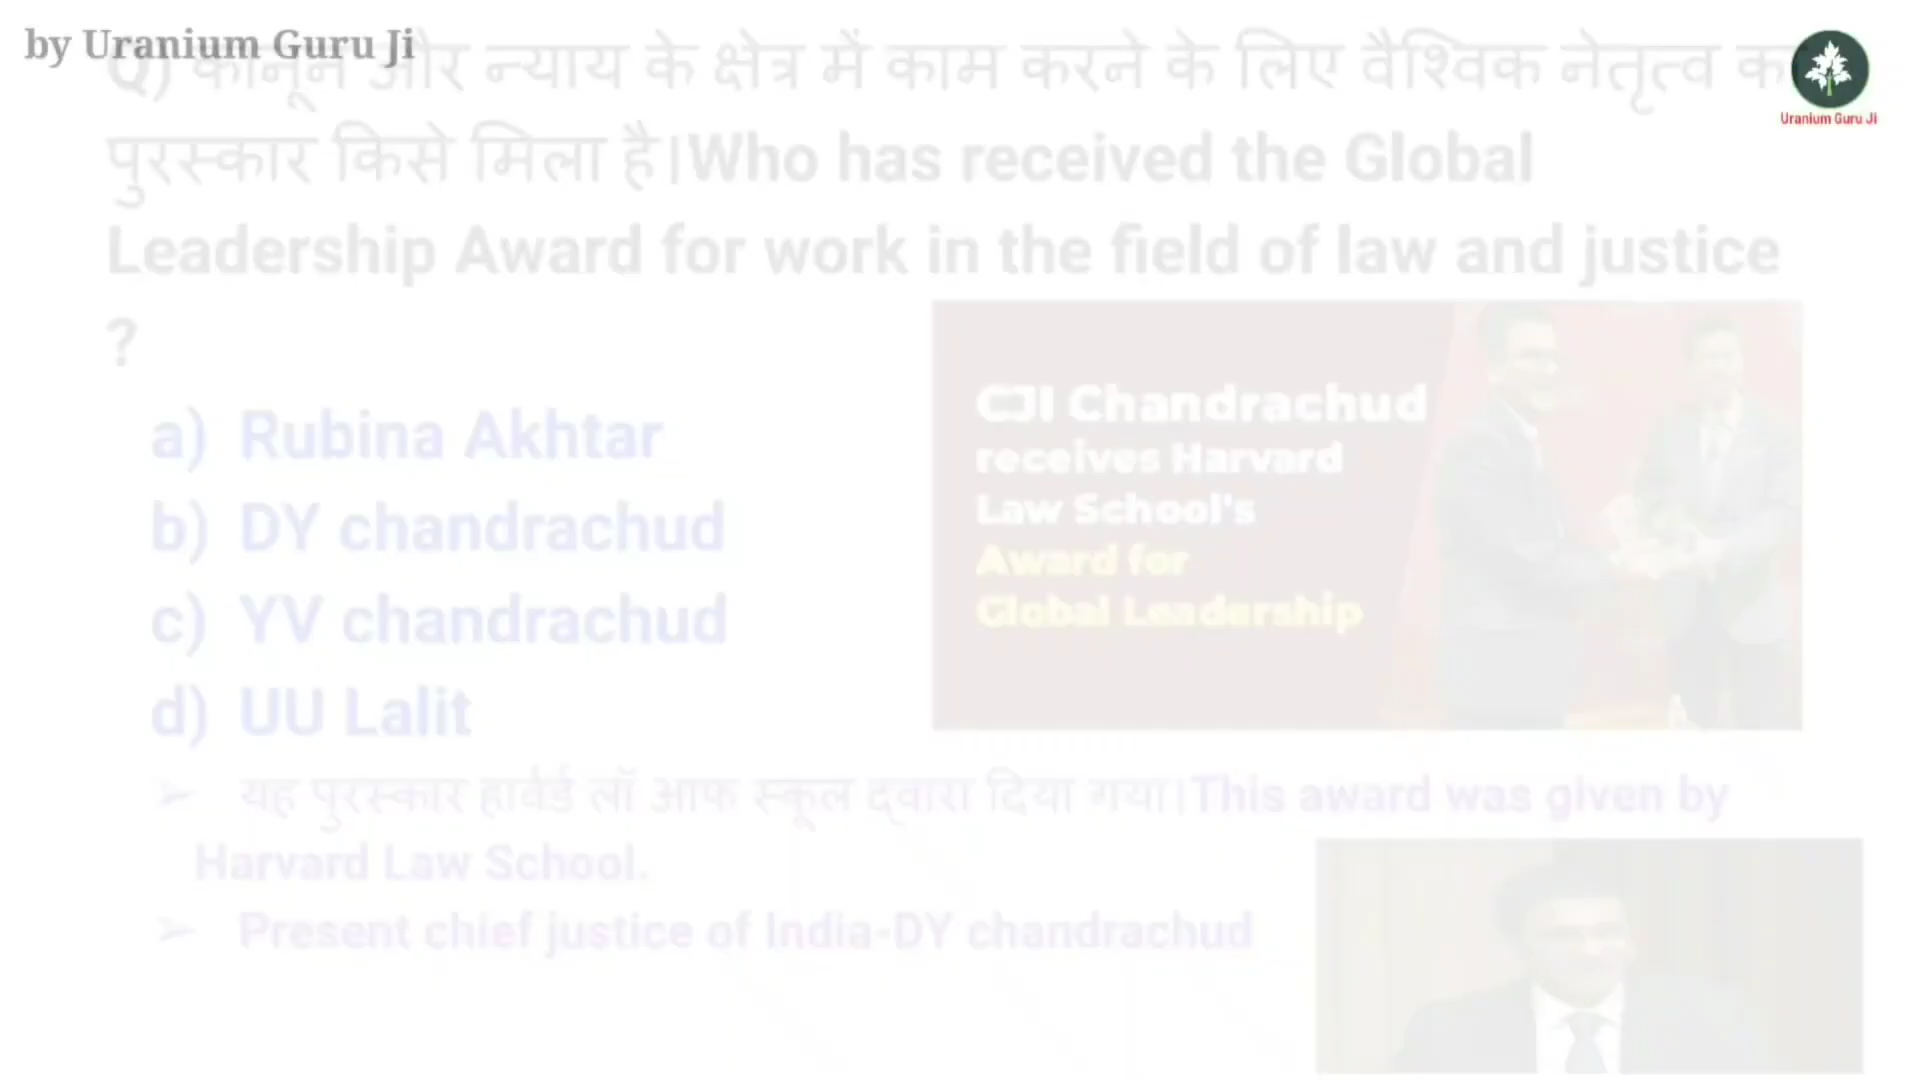 by Uranium Guru Ji
Q) कानून और न्याय के क्षेत्र में काम करने के लिए वैश्विक नेतृत्व का
पुरस्कार किसे मिला है।Who has received the Global
Leadership Award for work in the field of law and justice
?
Uranium Guru Ji
a) Rubina Akhtar
b) DY chandrachud
c) YV chandrachud
d) UU Lalit
CJI Chandrachud
receives Harvard
Law School's
Award for
Global Leadership
➢ यह पुरस्कार हार्वर्ड लॉ आफ स्कूल द्वारा दिया गया।This award was given by
Harvard Law School.
➢ Present chief justice of India-DY chandrachud